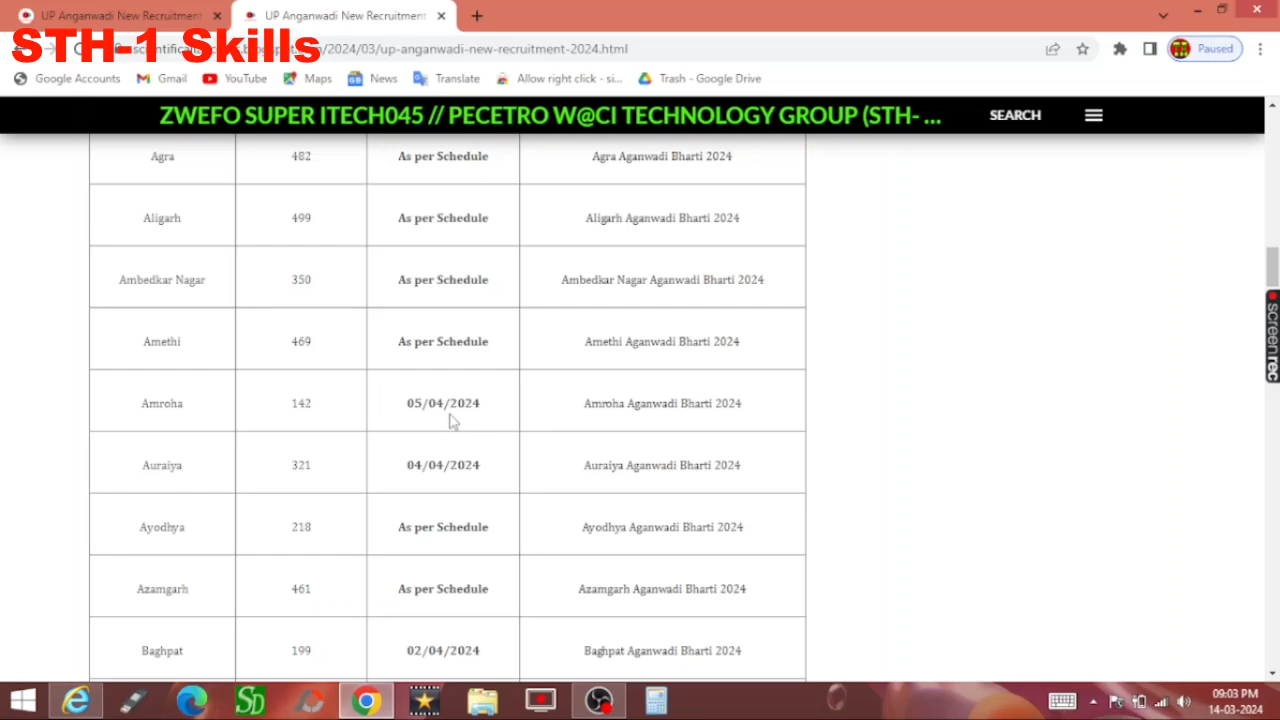 UP Anganwadi New Recruitment
UP Anganwadi New Recruitment
STH-1 Skills
/2024/03/up-anganwadi-new-recruitment-2024.html
Paused
Google Accounts
Gmail
YouTube
Maps
News
Translate
Allow right click - si...
Trash - Google Drive
ZWEFO SUPER ITECH045 // PECETRO W@CI TECHNOLOGY GROUP (STH- ...
SEARCH
Agra 482 As per Schedule Agra Aganwadi Bharti 2024
Aligarh 499 As per Schedule Aligarh Aganwadi Bharti 2024
Ambedkar Nagar 350 As per Schedule Ambedkar Nagar Aganwadi Bharti 2024
Amethi 469 As per Schedule Amethi Aganwadi Bharti 2024
Amroha 142 05/04/2024 Amroha Aganwadi Bharti 2024
Auraiya 321 04/04/2024 Auraiya Aganwadi Bharti 2024
Ayodhya 218 As per Schedule Ayodhya Aganwadi Bharti 2024
Azamgarh 461 As per Schedule Azamgarh Aganwadi Bharti 2024
Baghpat 199 02/04/2024 Baghpat Aganwadi Bharti 2024
screenrec
09:03 PM
14-03-2024